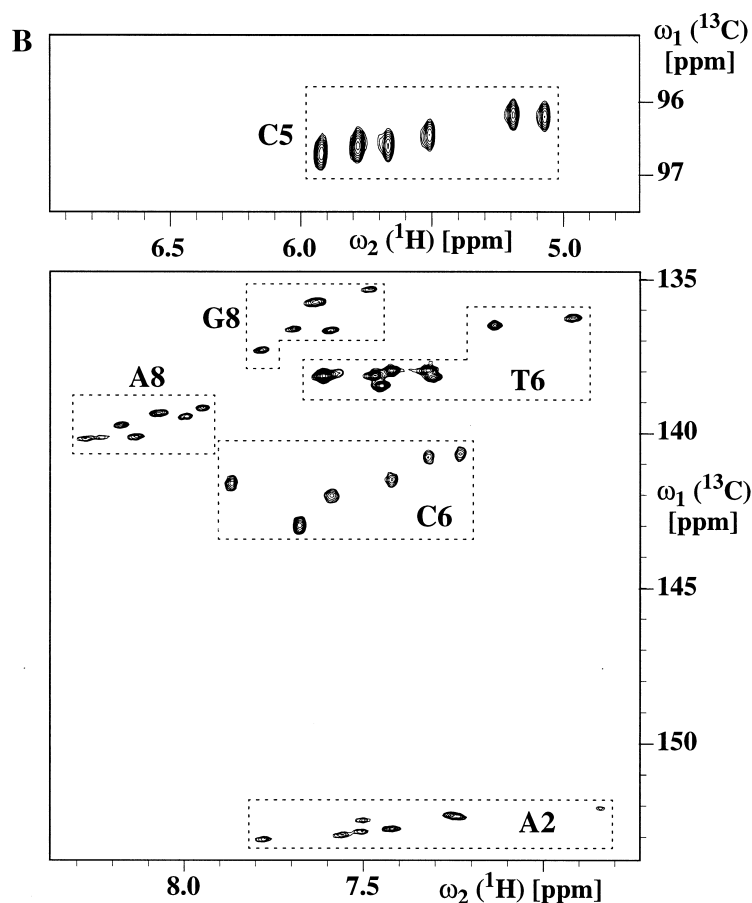 B
ω1 (13C)
[ppm]
96
C5
97
6.5 6.0 ω2 (1H) [ppm] 5.0
135
G8
T6
A8
140
ω1 (13C)
[ppm]
C6
145
150
A2
8.0 7.5 ω2 (1H) [ppm]